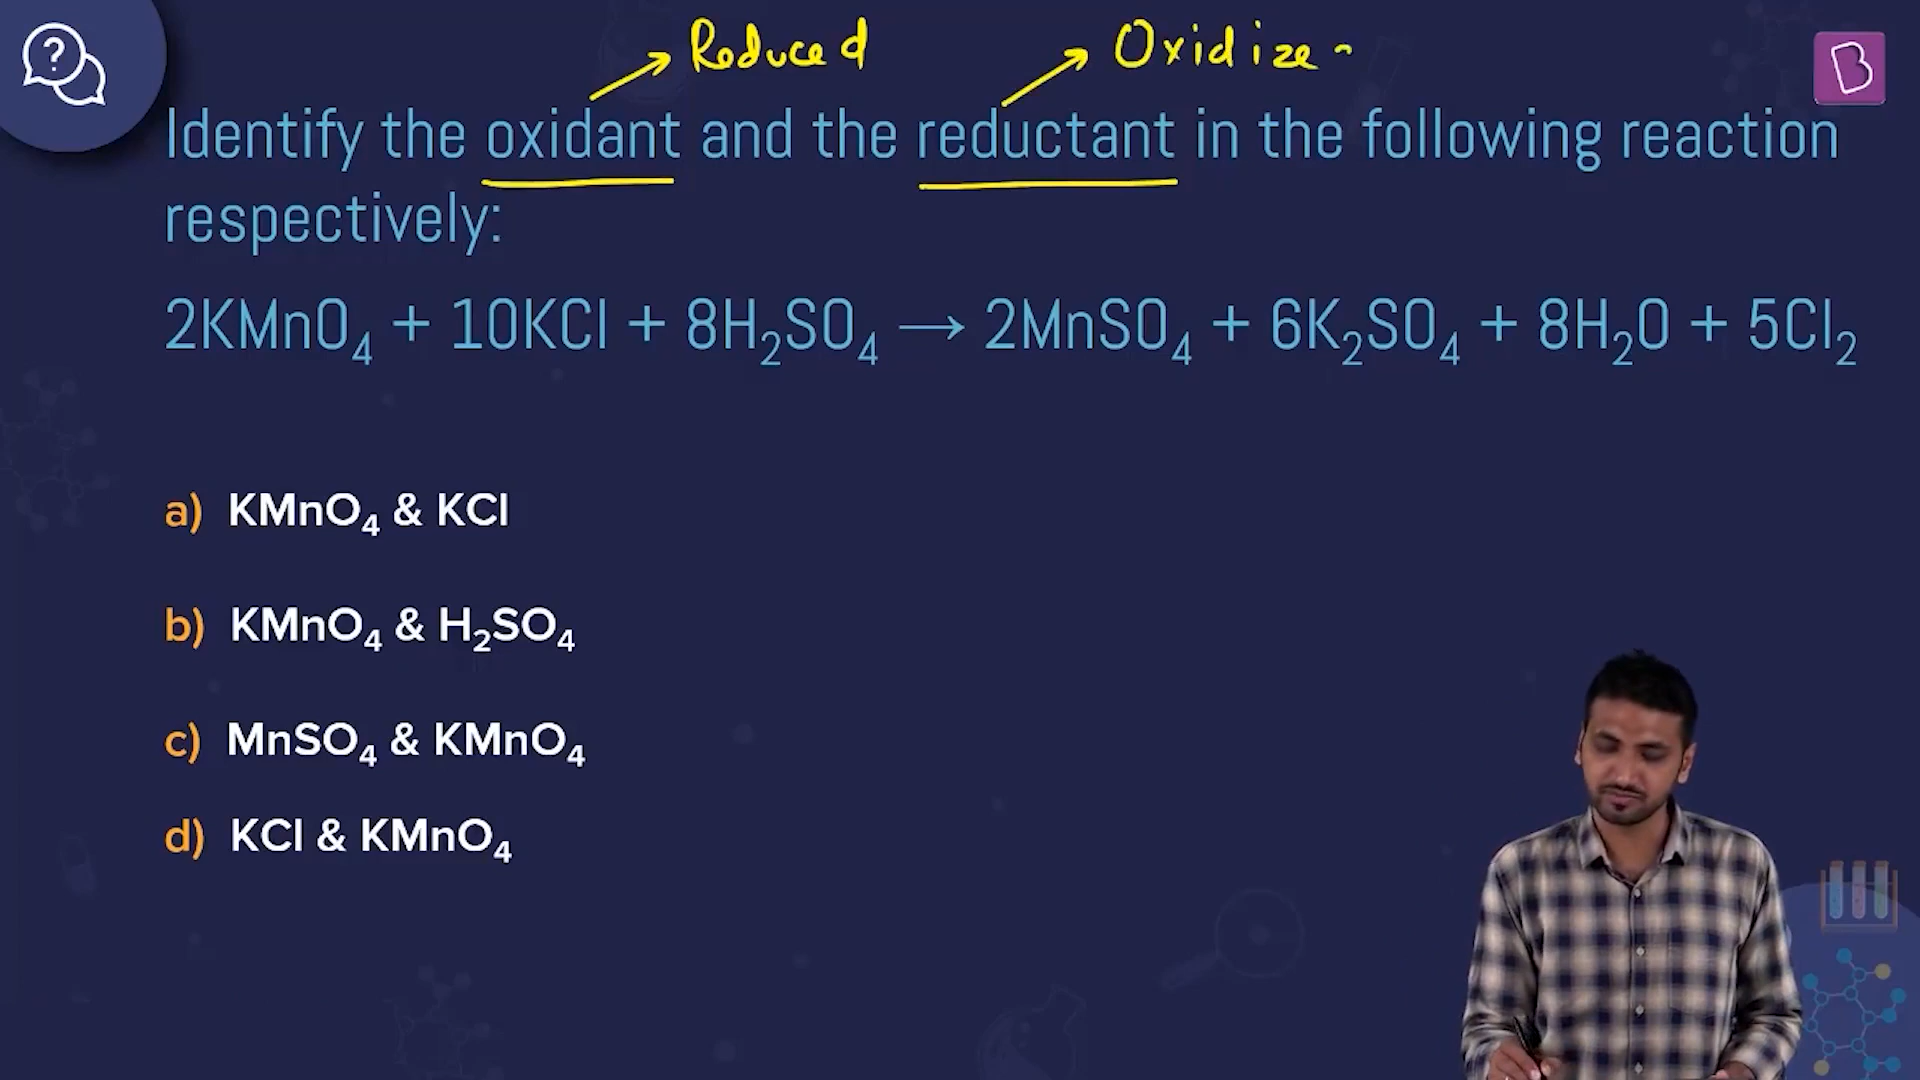 Reduced Oxidize
Identify the oxidant and the reductant in the following reaction
respectively:
2KMnO₄ + 10KCl + 8H₂SO₄ → 2MnSO₄ + 6K₂SO₄ + 8H₂O + 5Cl₂
a) KMnO₄ & KCl
b) KMnO₄ & H₂SO₄
c) MnSO₄ & KMnO₄
d) KCl & KMnO₄